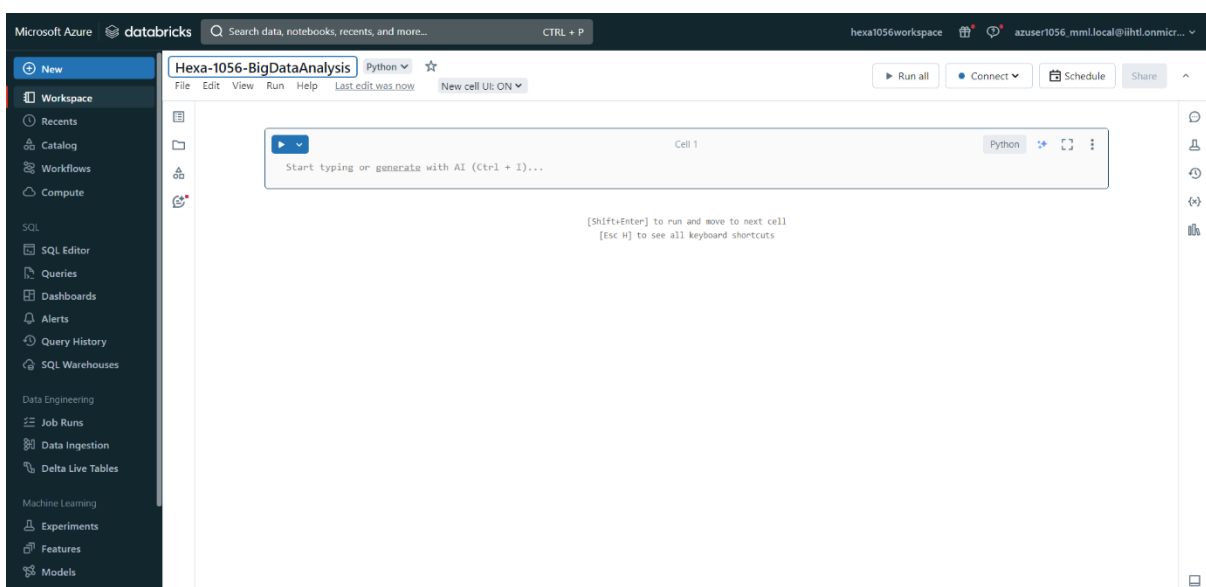 Microsoft Azure databricks Search data, notebooks, recents, and more... CTRL + P hexa1056workspace azuser1056_mml.local@iihtl.onmicr...
New
Workspace
Recents
Catalog
Workflows
Compute
SQL
SQL Editor
Queries
Dashboards
Alerts
Query History
SQL Warehouses
Data Engineering
Job Runs
Data Ingestion
Delta Live Tables
Machine Learning
Experiments
Features
Models
Hexa-1056-BigDataAnalysis Python
File Edit View Run Help Last edit was now New cell UI: ON
Run all Connect Schedule Share
Cell 1 Python
Start typing or generate with AI (Ctrl + I)...
[Shift+Enter] to run and move to next cell
[Esc H] to see all keyboard shortcuts
{x}